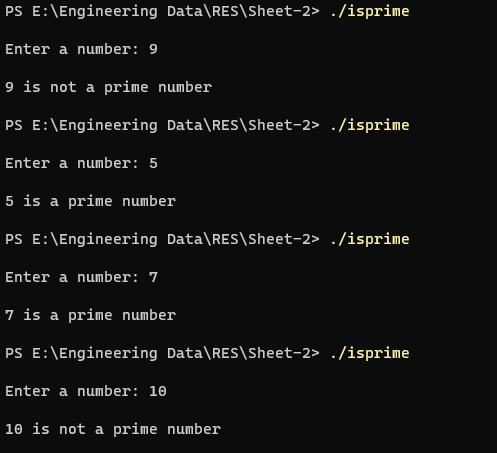 PS E:\Engineering Data\RES\Sheet-2> ./isprime
Enter a number: 9
9 is not a prime number
PS E:\Engineering Data\RES\Sheet-2> ./isprime
Enter a number: 5
5 is a prime number
PS E:\Engineering Data\RES\Sheet-2> ./isprime
Enter a number: 7
7 is a prime number
PS E:\Engineering Data\RES\Sheet-2> ./isprime
Enter a number: 10
10 is not a prime number